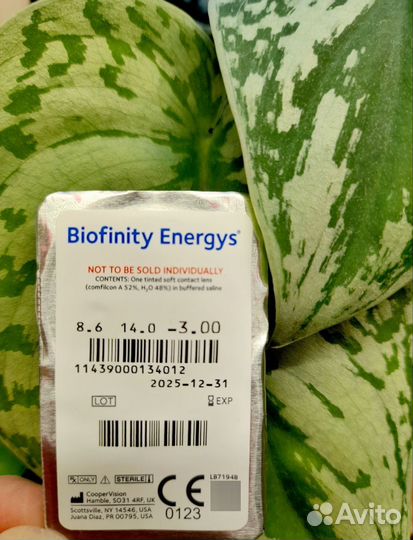 Biofinity Energys®
NOT TO BE SOLD INDIVIDUALLY
CONTENTS: One tinted soft contact lens
(comfilcon A 52%, H₂O 48%) in buffered saline
8.6 14.0 -3.00
11439000134012
2025-12-31
LOT EXP
LB71948
ONLY STERILE
CooperVision
Hamble, SO31 4RF, UK
Scottsville, NY 14546, USA
Juana Diaz, PR 00795, USA
CE 0123
Avito